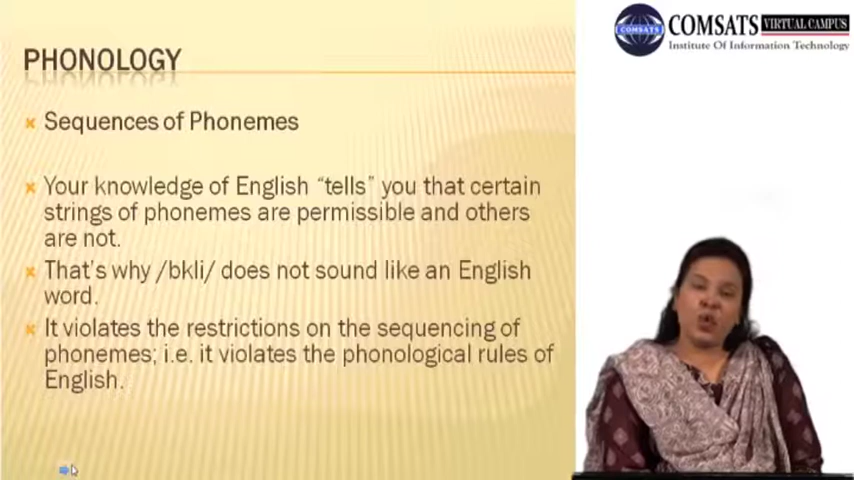 PHONOLOGY
Sequences of Phonemes
Your knowledge of English “tells” you that certain
strings of phonemes are permissible and others
are not.
That's why /bkli/ does not sound like an English
word.
It violates the restrictions on the sequencing of
phonemes; i.e. it violates the phonological rules of
English.
COMSATS
COMSATS VIRTUAL CAMPUS
Institute Of Information Technology